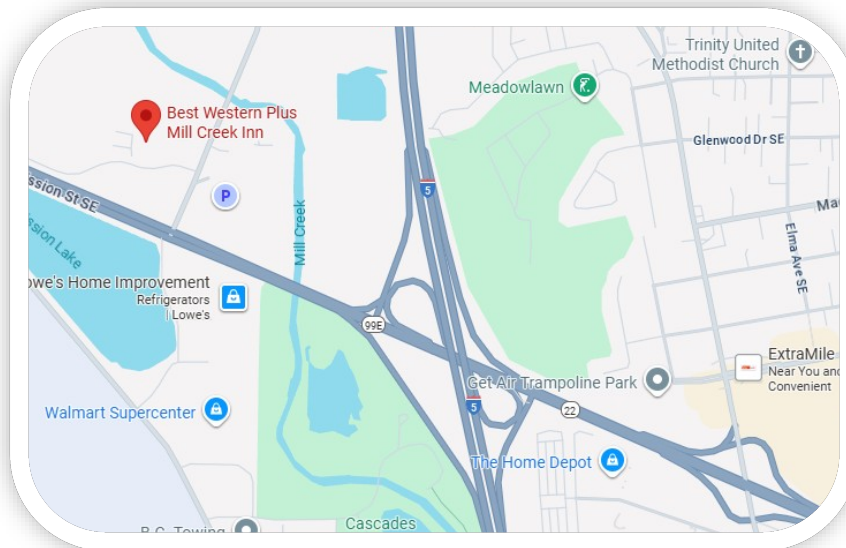 Trinity United
Methodist Church
Meadowlawn
Best Western Plus
Mill Creek Inn
Glenwood Dr SE
5
ssion St SE
P
Ma
Mill Creek
Elma Ave SE
ssion Lake
owe's Home Improvement
Refrigerators
| Lowe's
99E
ExtraMile
Near You and
Convenient
Get Air Trampoline Park
5
22
Walmart Supercenter
The Home Depot
Cascades
B.C. Towing